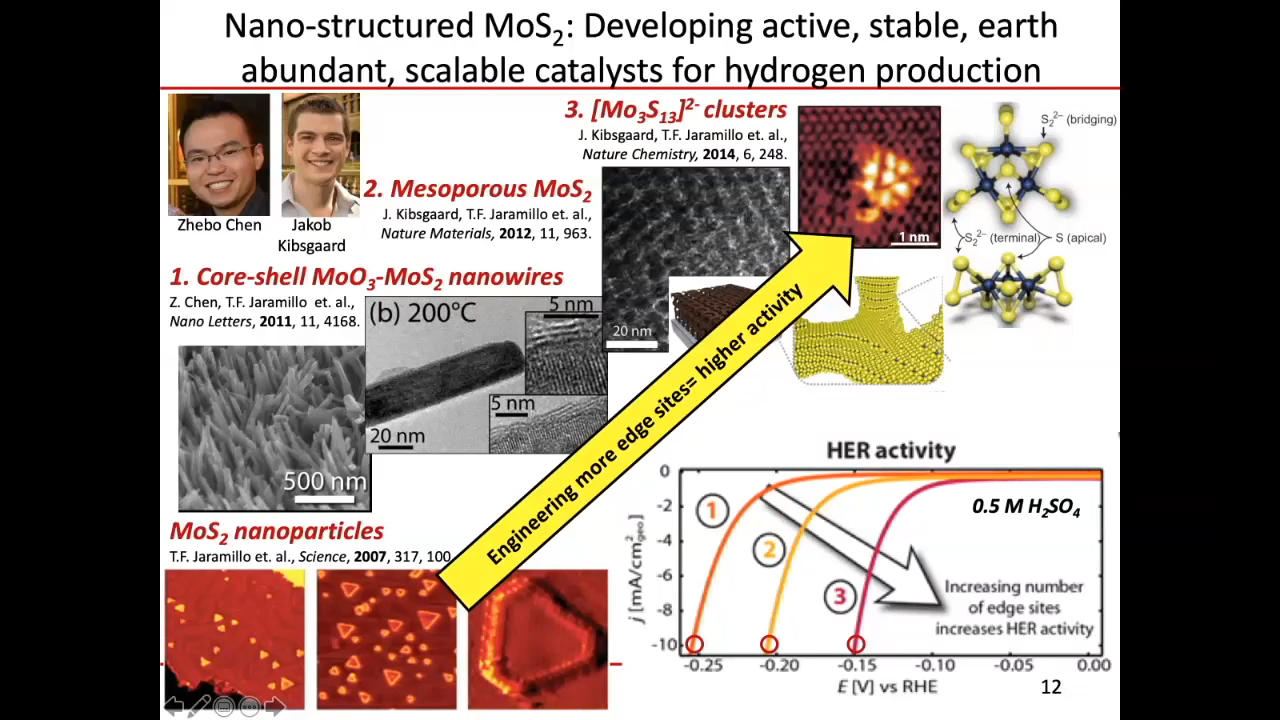 Nano-structured MoS2: Developing active, stable, earth
abundant, scalable catalysts for hydrogen production
Zhebo Chen
Jakob
Kibsgaard
3. [Mo3S13]2- clusters
J. Kibsgaard, T.F. Jaramillo et. al.,
Nature Chemistry, 2014, 6, 248.
2. Mesoporous MoS2
J. Kibsgaard, T.F. Jaramillo et. al.,
Nature Materials, 2012, 11, 963.
1. Core-shell MoO3-MoS2 nanowires
Z. Chen, T.F. Jaramillo et. al.,
Nano Letters, 2011, 11, 4168.
500 nm
(b) 200°C
20 nm
5 nm
5 nm
20 nm
1 nm
S2 2- (bridging)
S2 2- (terminal)
S (apical)
Engineering more edge sites= higher activity
MoS2 nanoparticles
T.F. Jaramillo et. al., Science, 2007, 317, 100
HER activity
0.5 M H2SO4
1
2
3
Increasing number
of edge sites
increases HER activity
j [mA/cm2geo]
0
-2
-4
-6
-8
-10
-0.25 -0.20 -0.15 -0.10 -0.05 0.00
E [V] vs RHE
12